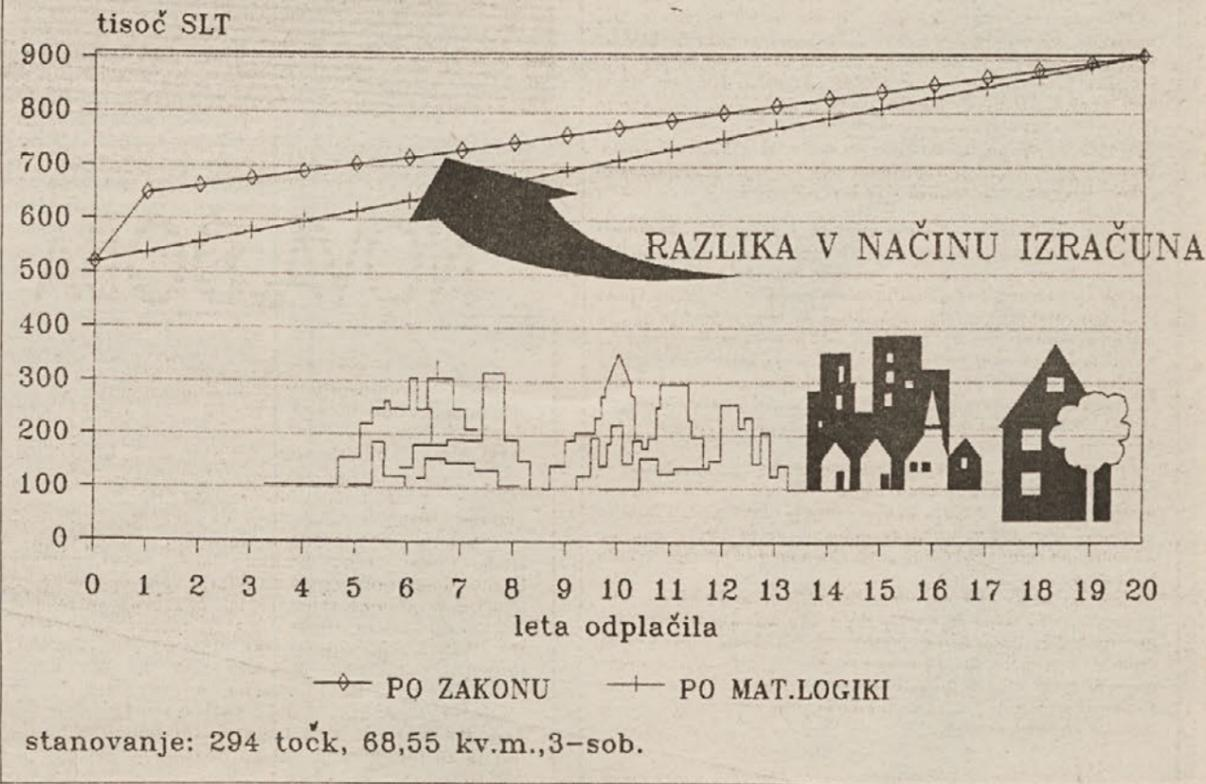 tisoč SLT
900
800
700
600
500
400
300
200
100
0
RAZLIKA V NAČINU IZRAČUNA
0 1 2 3 4 5 6 7 8 9 10 11 12 13 14 15 16 17 18 19 20
leta odplačila
PO ZAKONU PO MAT.LOGIKI
stanovanje: 294 točk, 68,55 kv.m.,3-sob.